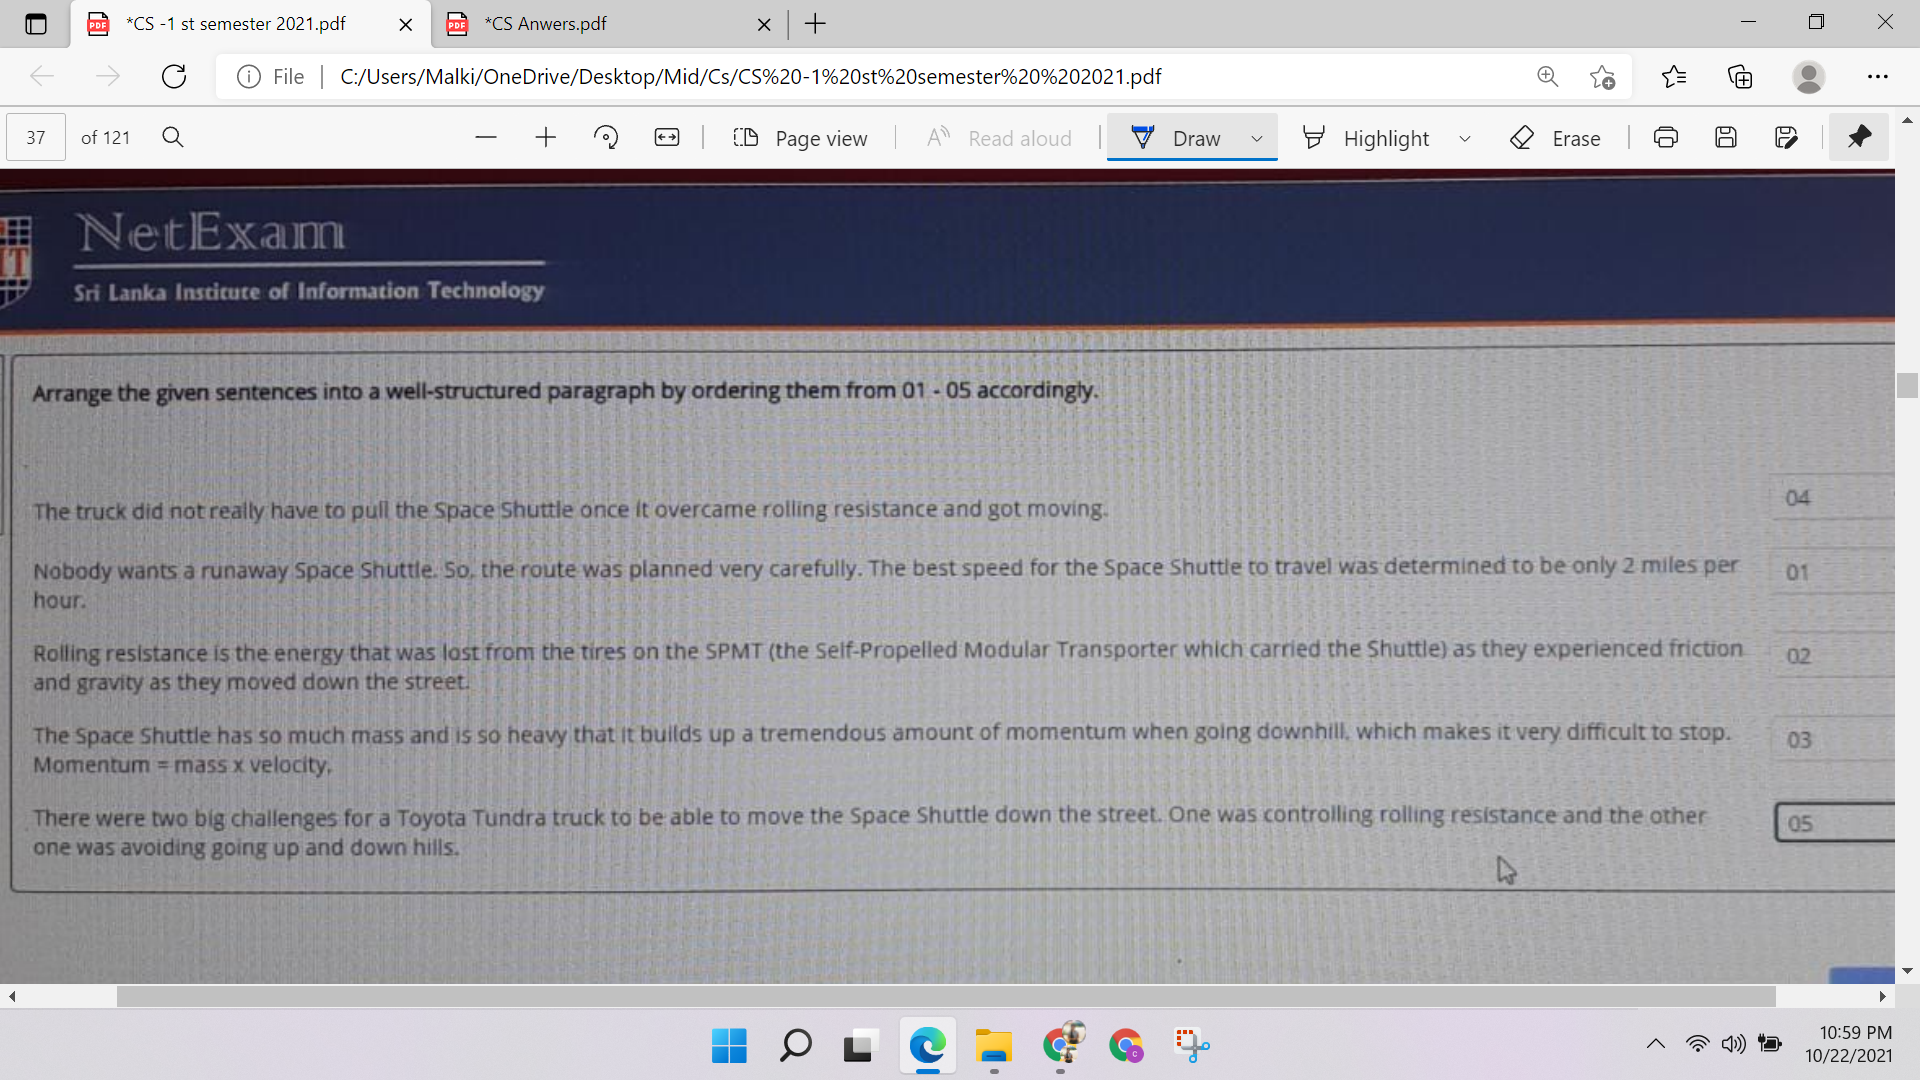 *CS -1 st semester 2021.pdf
*CS Anwers.pdf
File
C:/Users/Malki/OneDrive/Desktop/Mid/Cs/CS%20-1%20st%20semester%20%202021.pdf
37 of 121
Page view
Read aloud
Draw
Highlight
Erase
NetExam
Sri Lanka Institute of Information Technology
Arrange the given sentences into a well-structured paragraph by ordering them from 01 - 05 accordingly.
The truck did not really have to pull the Space Shuttle once it overcame rolling resistance and got moving.
04
Nobody wants a runaway Space Shuttle. So, the route was planned very carefully. The best speed for the Space Shuttle to travel was determined to be only 2 miles per
hour.
01
Rolling resistance is the energy that was lost from the tires on the SPMT (the Self-Propelled Modular Transporter which carried the Shuttle) as they experienced friction
and gravity as they moved down the street.
02
The Space Shuttle has so much mass and is so heavy that it builds up a tremendous amount of momentum when going downhill, which makes it very difficult to stop.
Momentum = mass x velocity.
03
There were two big challenges for a Toyota Tundra truck to be able to move the Space Shuttle down the street. One was controlling rolling resistance and the other
one was avoiding going up and down hills.
05
10:59 PM
10/22/2021